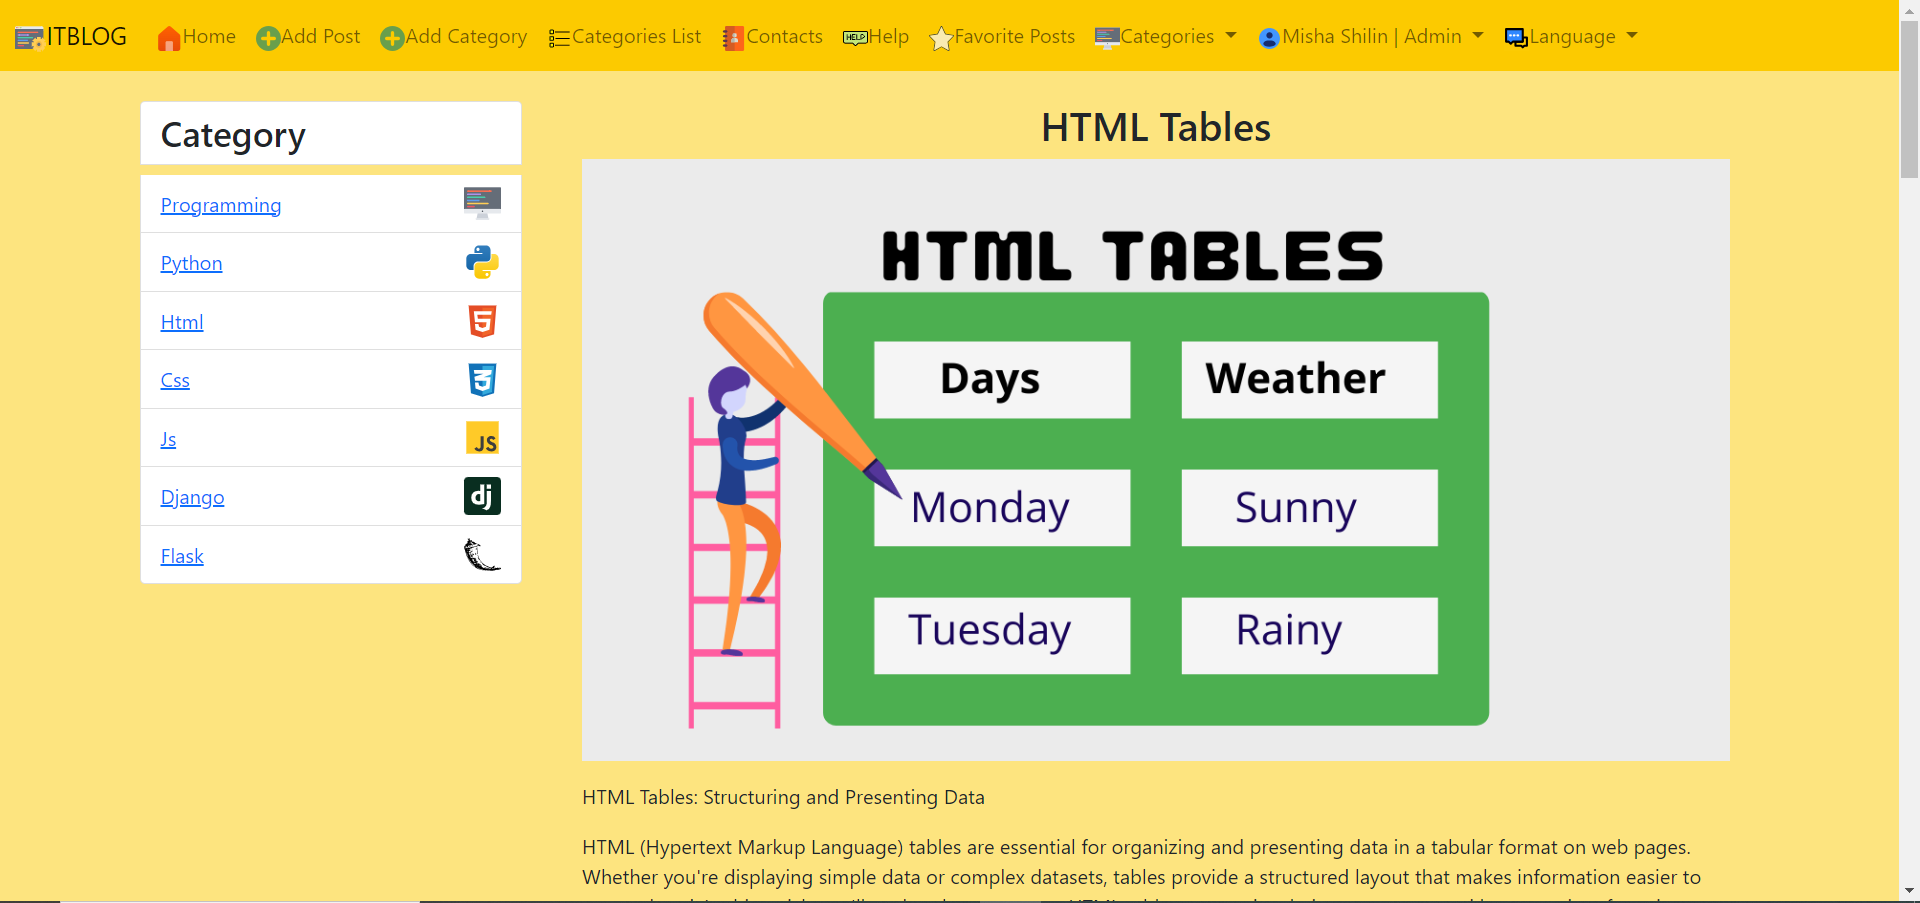 ITBLOG Home Add Post Add Category Categories List Contacts HELP Help Favorite Posts Categories Misha Shilin | Admin Language
Category
Programming
Python
Html
5
Css
3
Js
JS
Django
dj
Flask
HTML Tables
HTML TABLES
Days Weather
Monday Sunny
Tuesday Rainy
HTML Tables: Structuring and Presenting Data
HTML (Hypertext Markup Language) tables are essential for organizing and presenting data in a tabular format on web pages.
Whether you're displaying simple data or complex datasets, tables provide a structured layout that makes information easier to